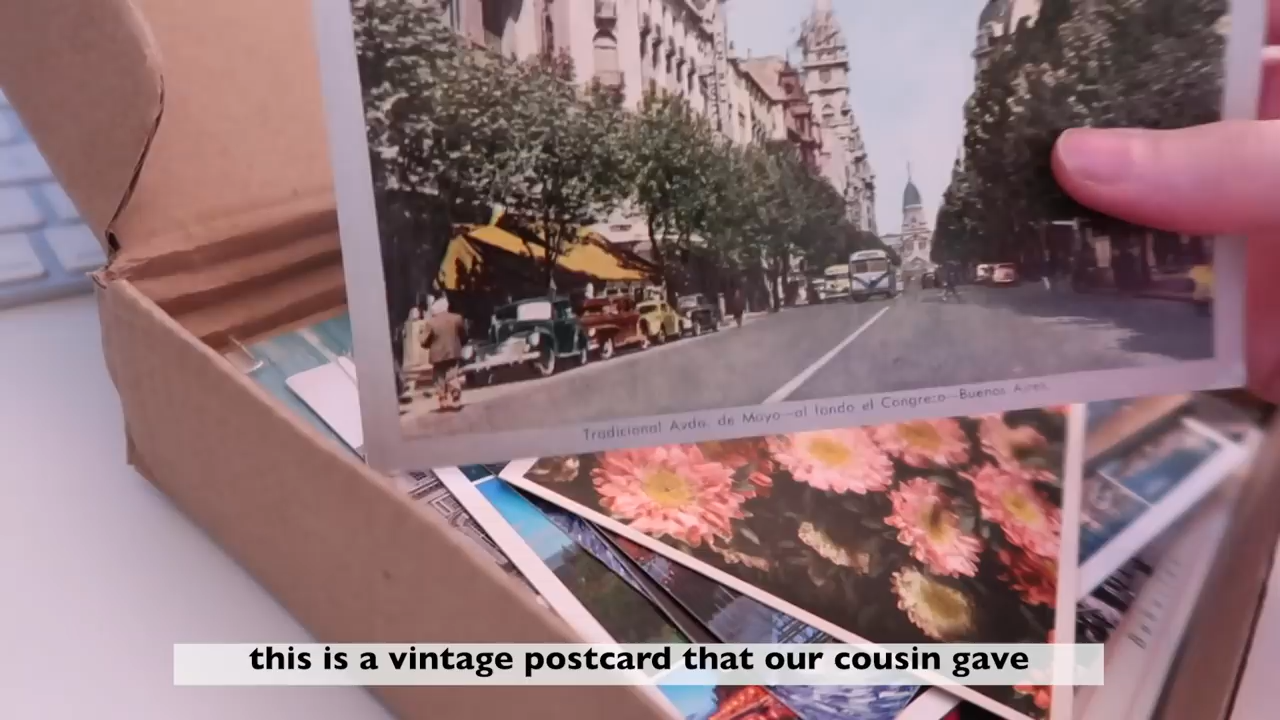 Tradicional Avda. de Mayo—al fondo el Congreso—Buenos Aires
this is a vintage postcard that our cousin gave